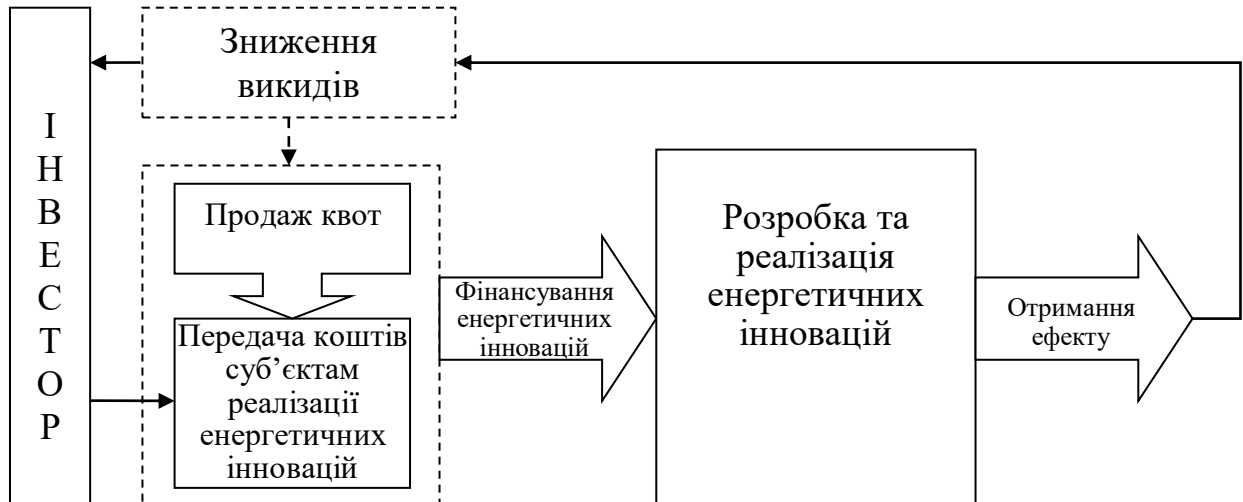 ІНВЕСТОР
Зниження
викидів
Продаж квот
Передача коштів
суб’єктам
реалізації
енергетичних
інновацій
Фінансування
енергетичних
інновацій
Розробка та
реалізація
енергетичних
інновацій
Отримання
ефекту